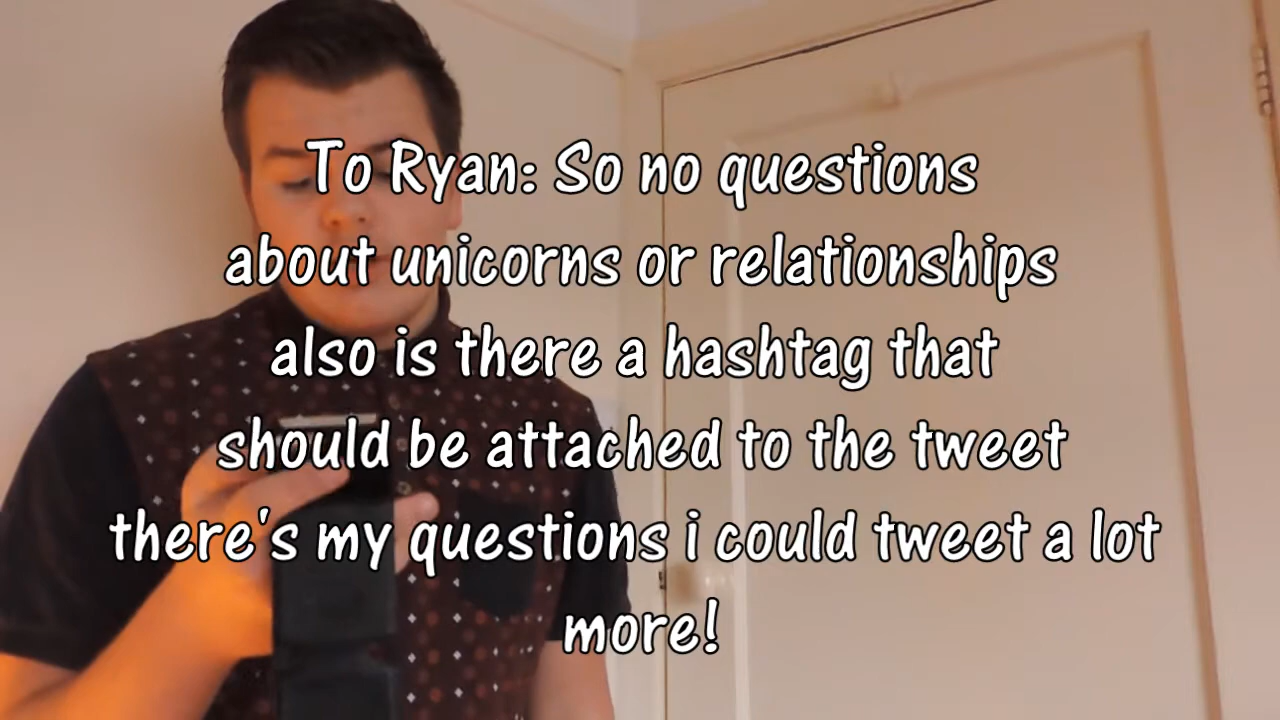 To Ryan: So no questions
about unicorns or relationships
also is there a hashtag that
should be attached to the tweet
there's my questions i could tweet a lot
more!